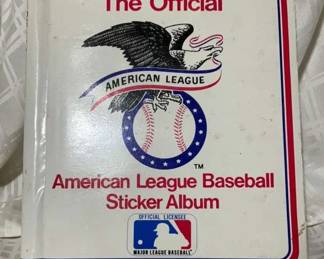 The Official
AMERICAN LEAGUE
TM
American League Baseball
Sticker Album
OFFICIAL LICENSEE
MAJOR LEAGUE BASEBALL